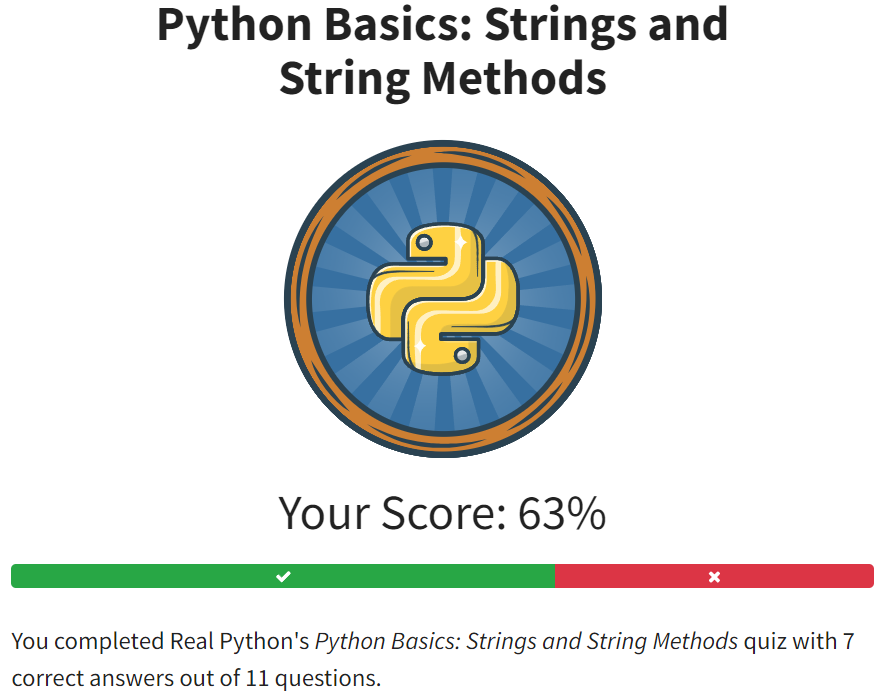 Python Basics: Strings and
String Methods
Your Score: 63%
You completed Real Python's Python Basics: Strings and String Methods quiz with 7
correct answers out of 11 questions.